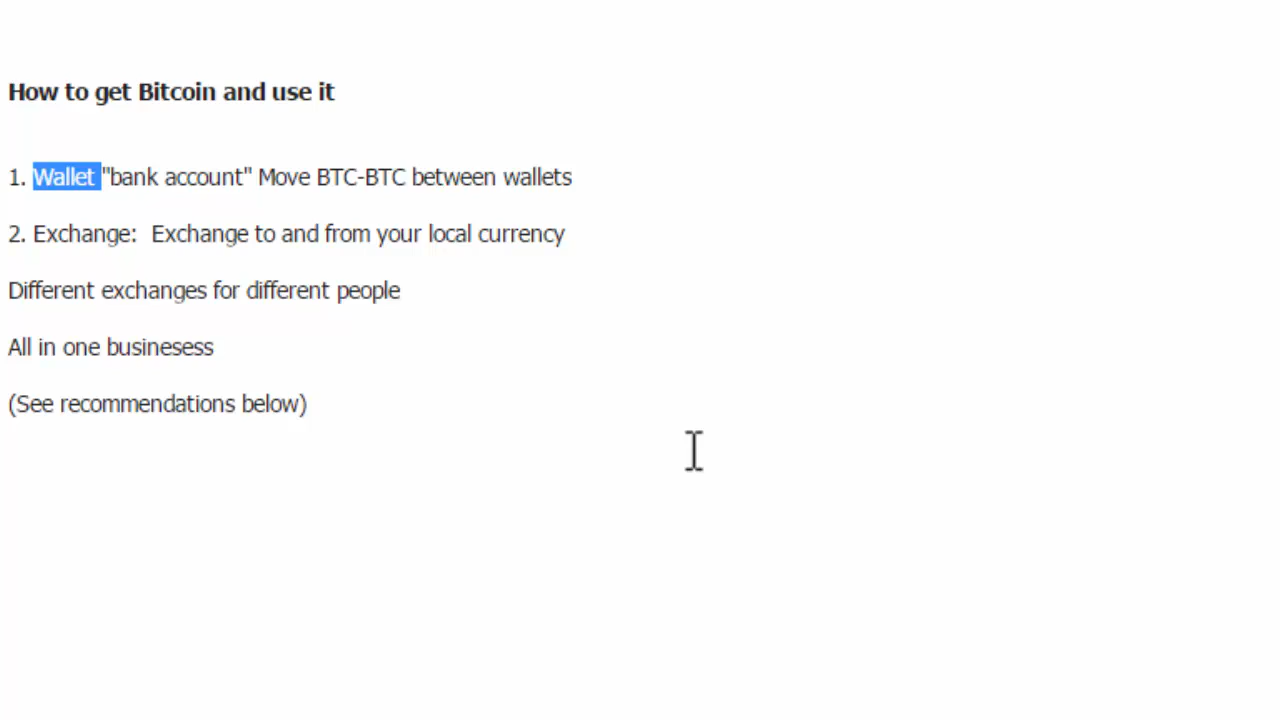 How to get Bitcoin and use it
1. Wallet "bank account" Move BTC-BTC between wallets
2. Exchange:  Exchange to and from your local currency
Different exchanges for different people
All in one businesess
(See recommendations below)